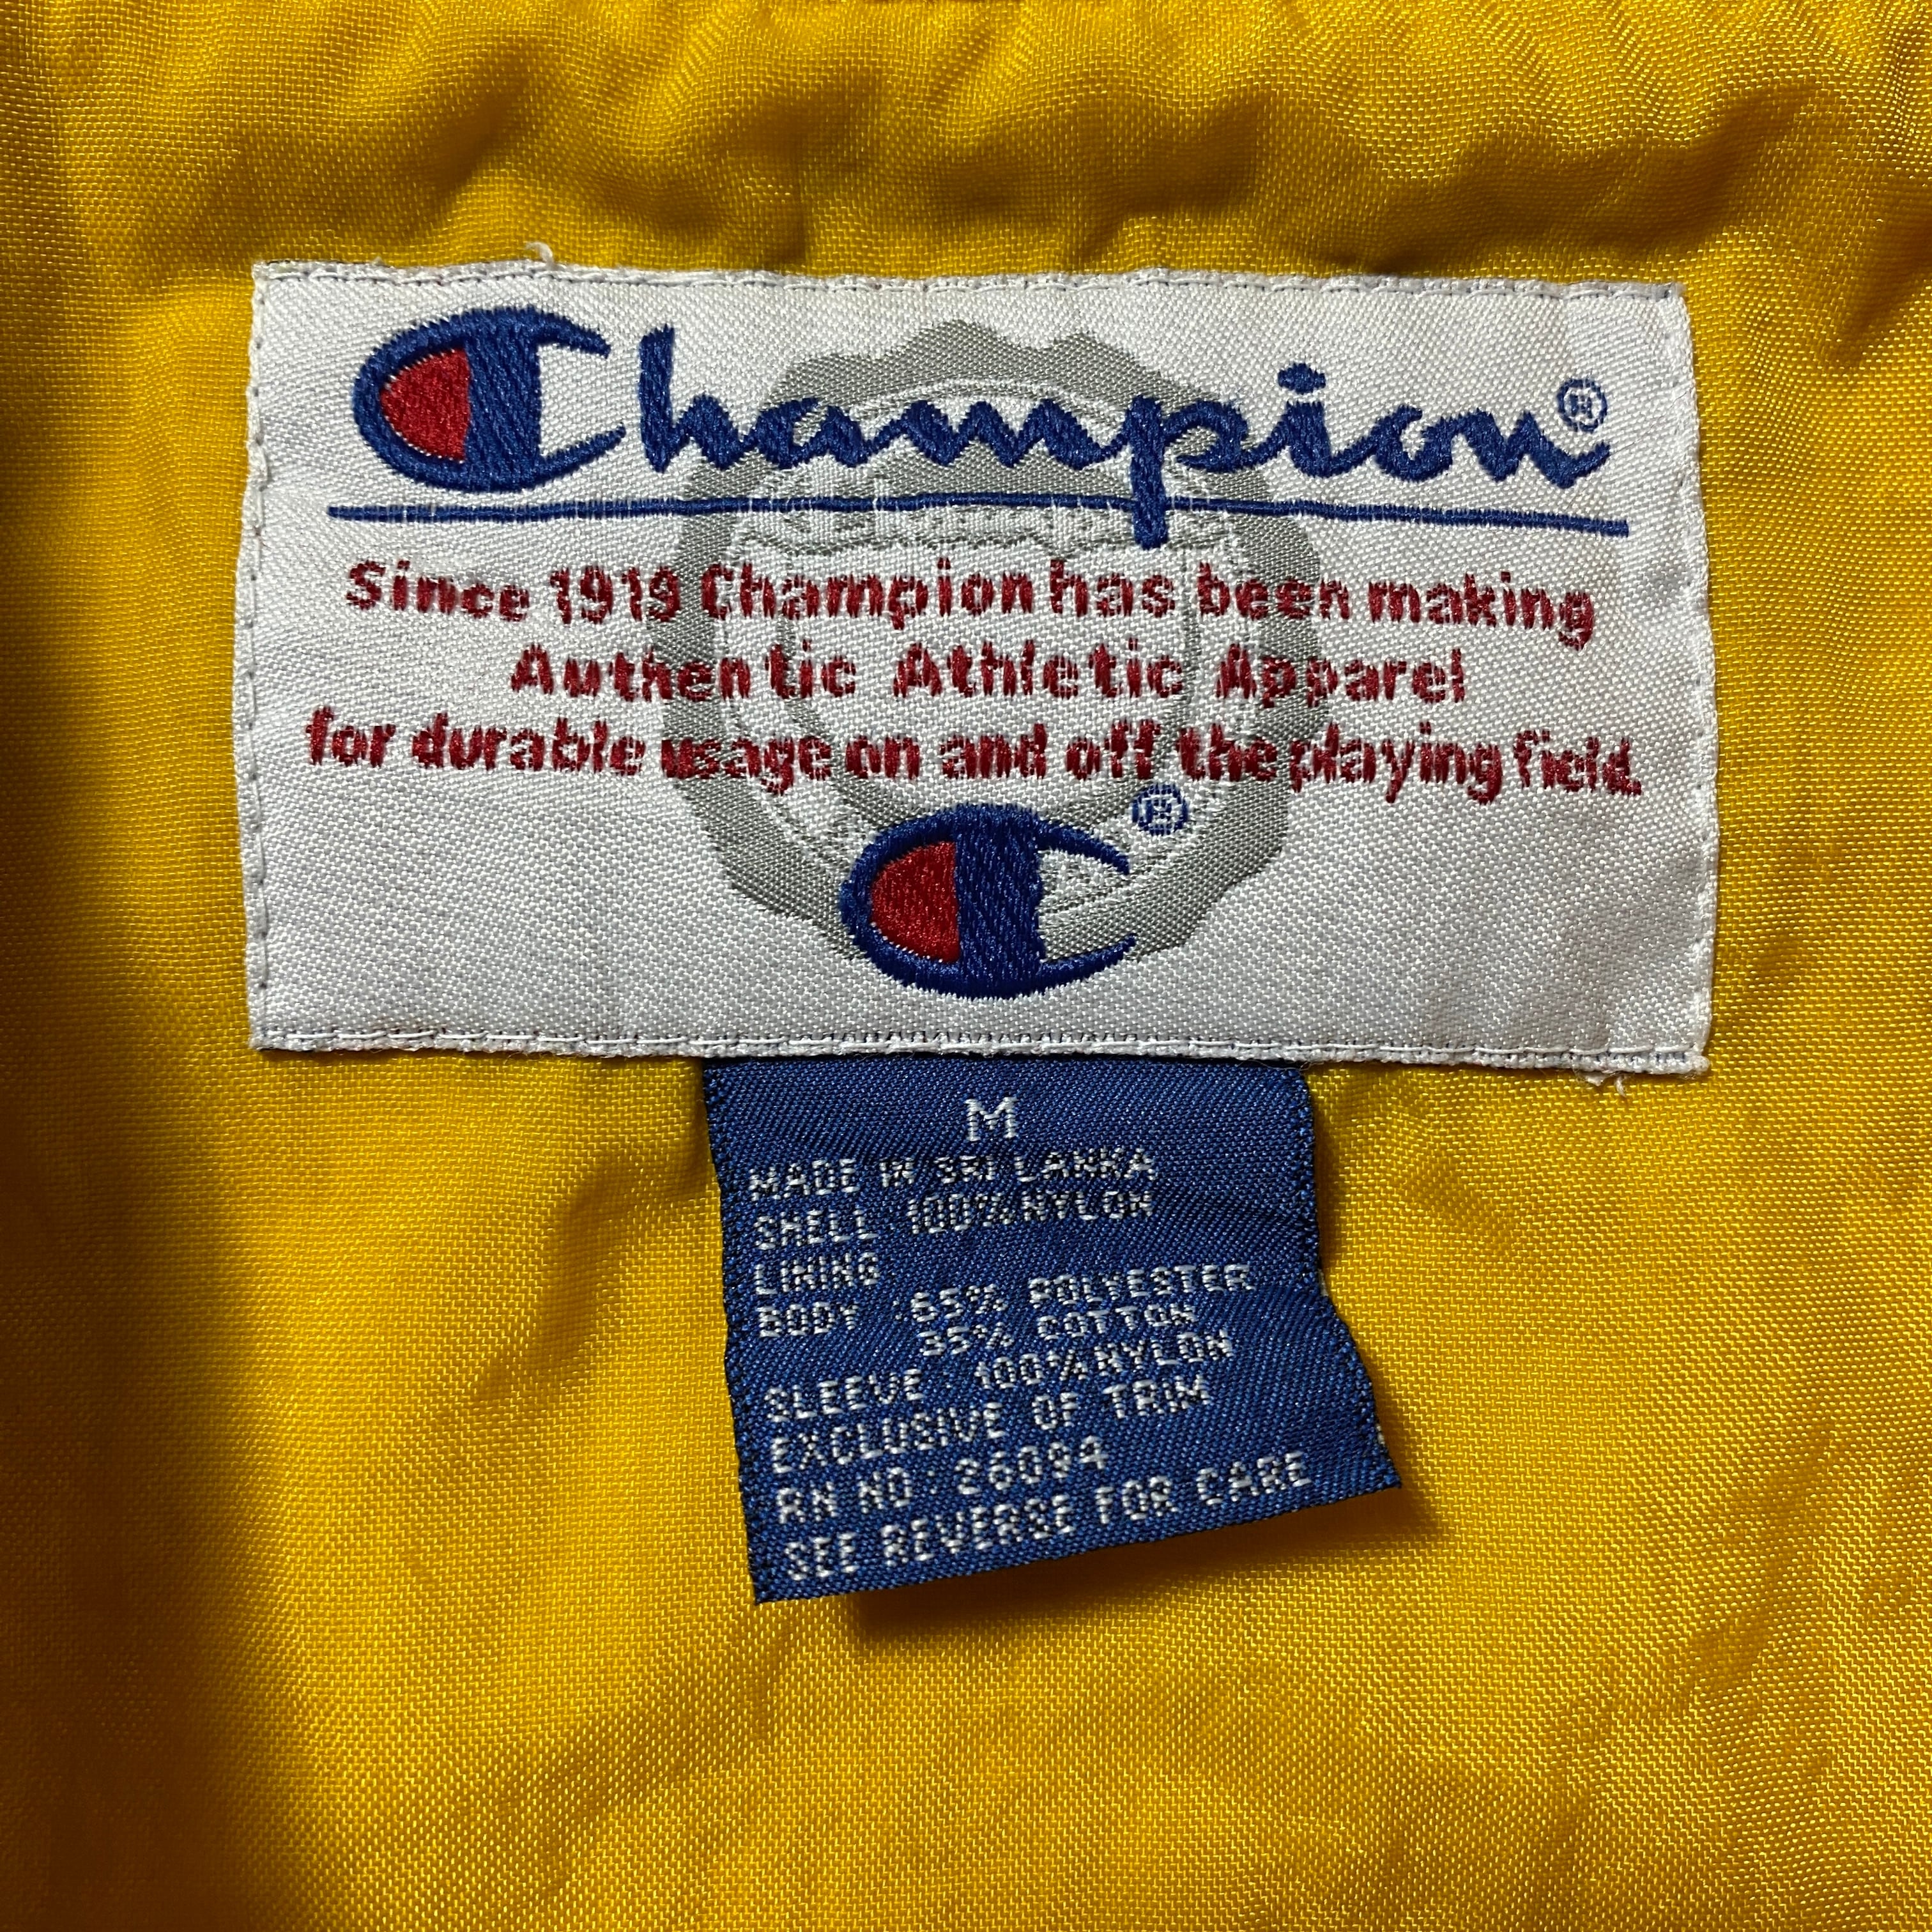 Champion®
Since 1919 Champion has been making
Authentic Athletic Apparel
for durable usage on and off the playing field.
®
M
MADE IN SRI LANKA
SHELL : 100% NYLON
LINING
BODY : 65% POLYESTER
35% COTTON
SLEEVE : 100% NYLON
EXCLUSIVE OF TRIM
RN NO : 26094
SEE REVERSE FOR CARE